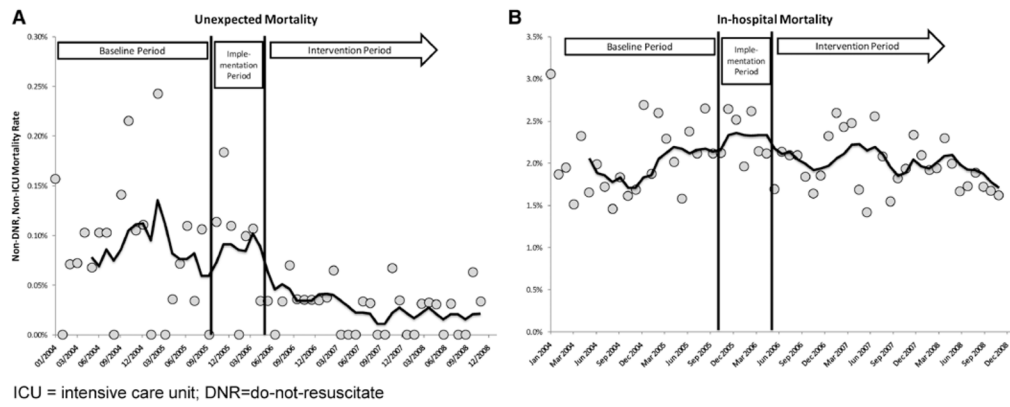 A
Unexpected Mortality
Non-DNR, Non-ICU Mortality Rate
0.30%
0.25%
0.20%
0.15%
0.10%
0.05%
0.00%
Baseline Period
Imple-
mentation
Period
Intervention Period
01/2004
03/2004
06/2004
09/2004
12/2004
03/2005
06/2005
09/2005
12/2005
03/2006
06/2006
09/2006
12/2006
03/2007
06/2007
09/2007
12/2007
03/2008
06/2008
09/2008
12/2008
B
In-hospital Mortality
3.5%
3.0%
2.5%
2.0%
1.5%
1.0%
0.5%
0.0%
Baseline Period
Imple-
mentation
Period
Intervention Period
Jan 2004
Mar 2004
Jun 2004
Sep 2004
Dec 2004
Mar 2005
Jun 2005
Sep 2005
Dec 2005
Mar 2006
Jun 2006
Sep 2006
Dec 2006
Mar 2007
Jun 2007
Sep 2007
Dec 2007
Mar 2008
Jun 2008
Sep 2008
Dec 2008
ICU = intensive care unit; DNR=do-not-resuscitate